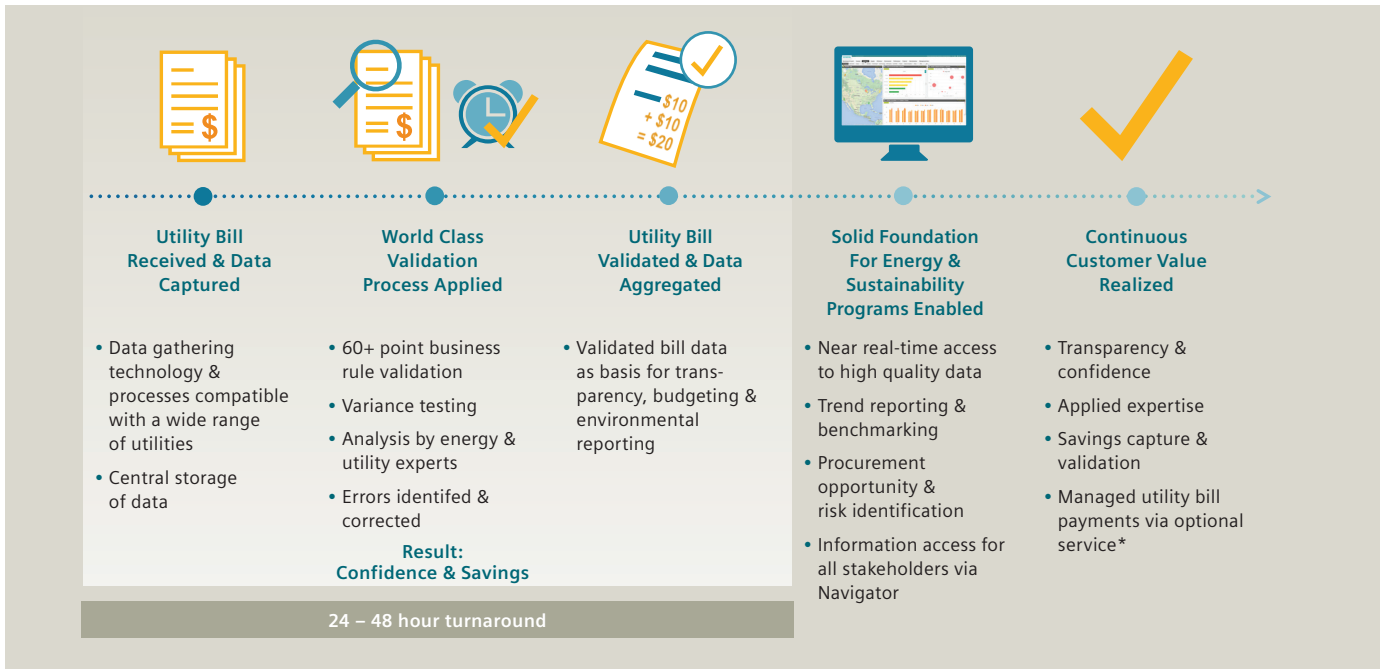 $
$
$10
+ $10
= $20
Utility Bill
Received & Data
Captured
• Data gathering
technology &
processes compatible
with a wide range
of utilities
• Central storage
of data
World Class
Validation
Process Applied
• 60+ point business
rule validation
• Variance testing
• Analysis by energy &
utility experts
• Errors identifed &
corrected
Result:
Confidence & Savings
Utility Bill
Validated & Data
Aggregated
• Validated bill data
as basis for trans-
parency, budgeting &
environmental
reporting
24 – 48 hour turnaround
Solid Foundation
For Energy &
Sustainability
Programs Enabled
• Near real-time access
to high quality data
• Trend reporting &
benchmarking
• Procurement
opportunity &
risk identification
• Information access for
all stakeholders via
Navigator
Continuous
Customer Value
Realized
• Transparency &
confidence
• Applied expertise
• Savings capture &
validation
• Managed utility bill
payments via optional
service*